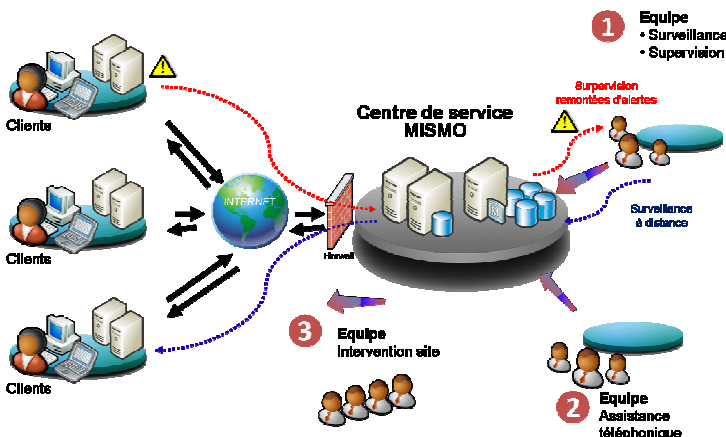 1
Equipe
• Surveillance
• Supervision
Surpervision
remontées d'alertes
Centre de service
MISMO
Clients
INTERNET
Firewall
Surveillance
à distance
Clients
3
Equipe
Intervention site
Clients
2
Equipe
Assistance
téléphonique